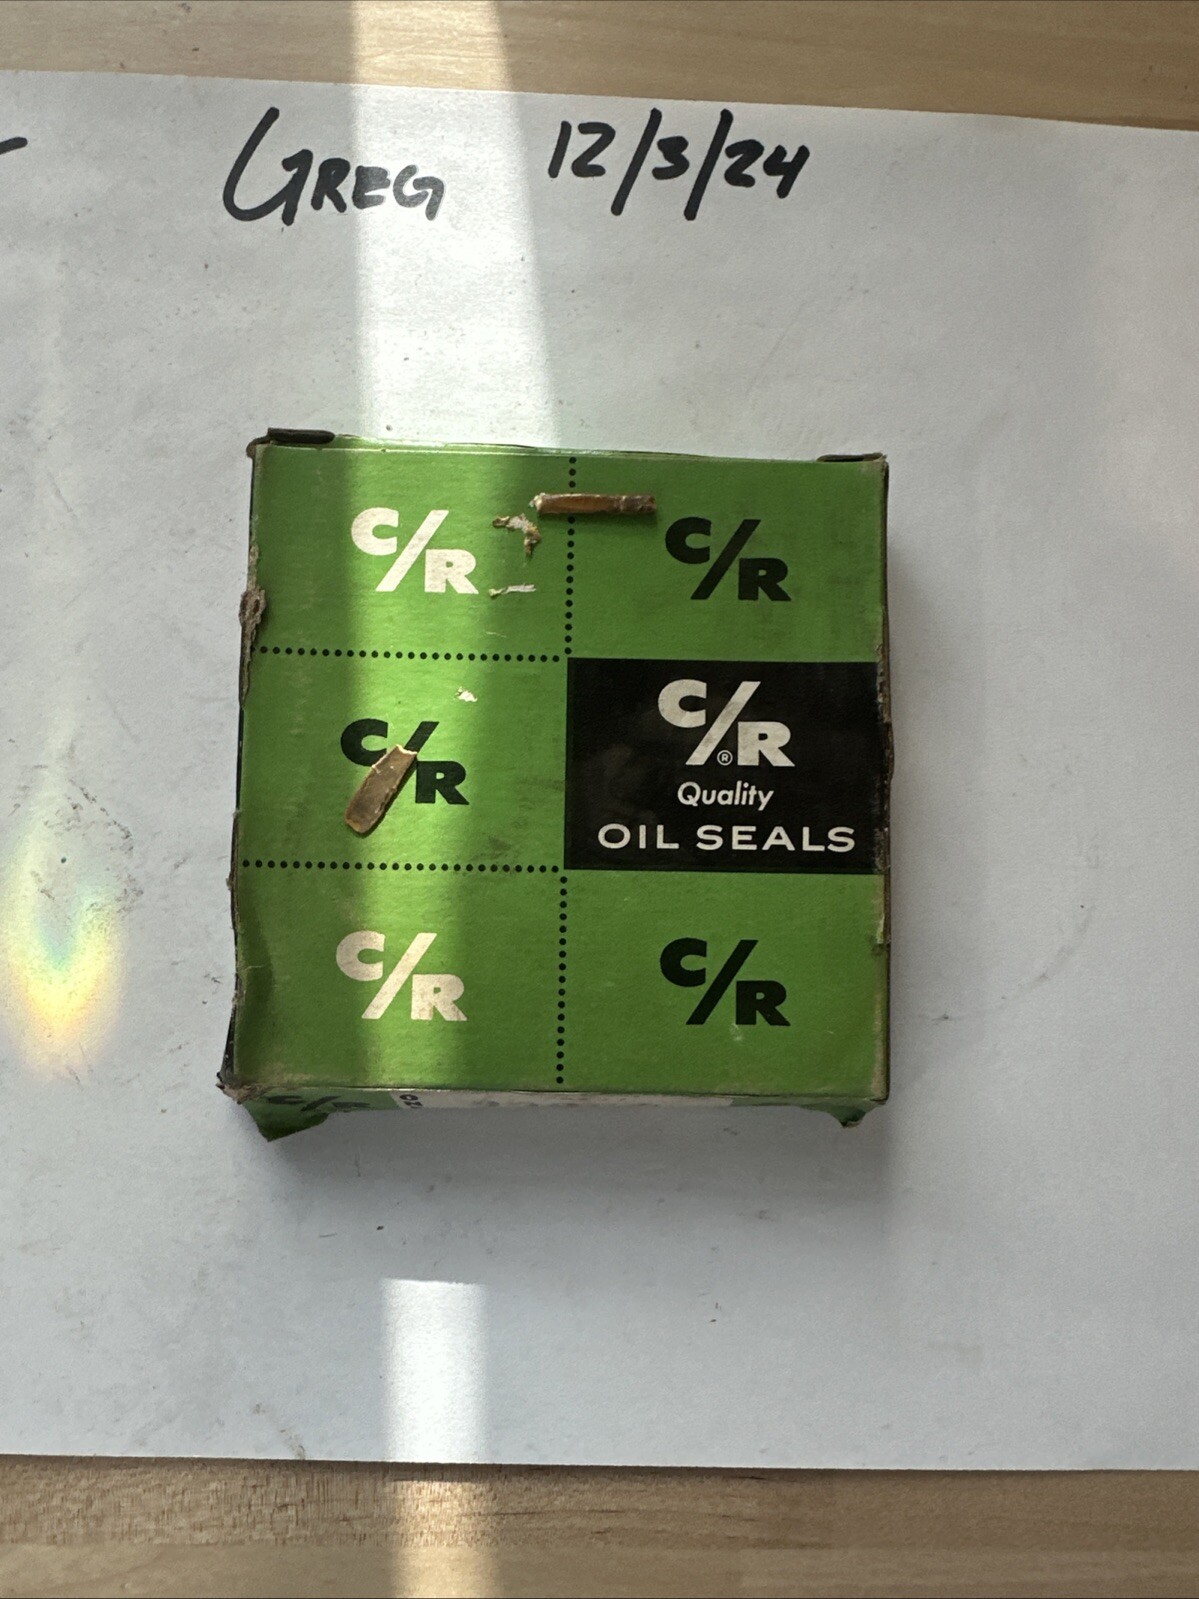 GREG 12/3/24
C/R C/R
C/R C/R®
Quality
OIL SEALS
C/R C/R
C/R